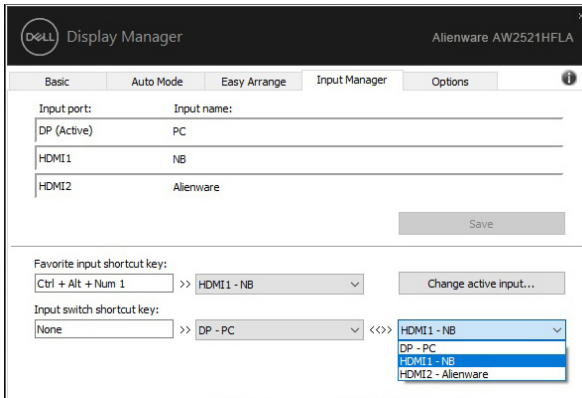 DELL Display Manager Alienware AW2521HFLA
Basic Auto Mode Easy Arrange Input Manager Options i
Input port: Input name:
DP (Active) PC
HDMI1 NB
HDMI2 Alienware
Save
Favorite input shortcut key:
Ctrl + Alt + Num 1 >> HDMI1 - NB Change active input...
Input switch shortcut key:
None >> DP - PC <<>> HDMI1 - NB
DP - PC
HDMI1 - NB
HDMI2 - Alienware